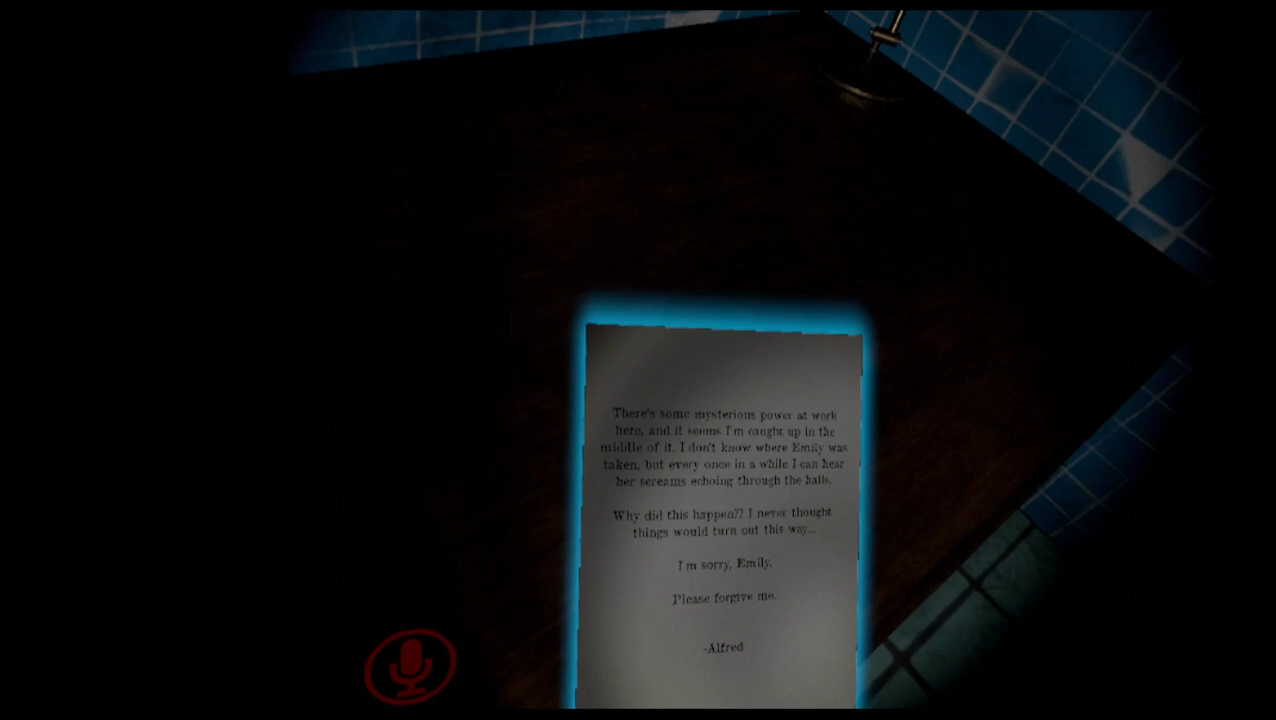 There's some mysterious power at work
here, and it seems I'm caught up in the
middle of it. I don't know where Emily was
taken, but every once in a while I can hear
her screams echoing through the halls.
Why did this happen?? I never thought
things would turn out this way...
I'm sorry, Emily.
Please forgive me.
-Alfred